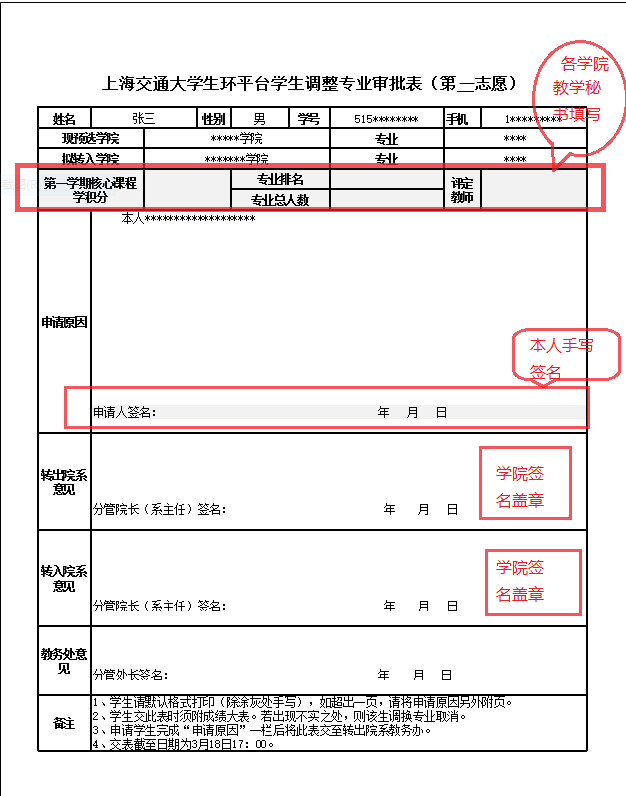 上海交通大学生环平台学生调整专业审批表（第__志愿）
各学院
教学秘
书填写
姓名 张三 性别 男 学号 515******** 手机 1*********
现预选学院 *****学院 专业 ****
拟转入学院 *******学院 专业 ****
第一学期核心课程
学积分
专业排名
专业总人数
评定
教师
本人*******************
申请原因
本人手写
签名
申请人签名： 年 月 日
转出院系
意见
学院签
名盖章
分管院长（系主任）签名： 年 月 日
转入院系
意见
学院签
名盖章
分管院长（系主任）签名： 年 月 日
教务处意
见
分管处长签名： 年 月 日
备注
1、学生请默认格式打印（除涂灰处手写），如超出一页，请将申请原因另外附页。
2、学生交此表时须附成绩大表。若出现不实之处，则该生调换专业取消。
3、申请学生完成“申请原因”一栏后将此表交至转出院系教务办。
4、交表截至日期为3月18日17：00。